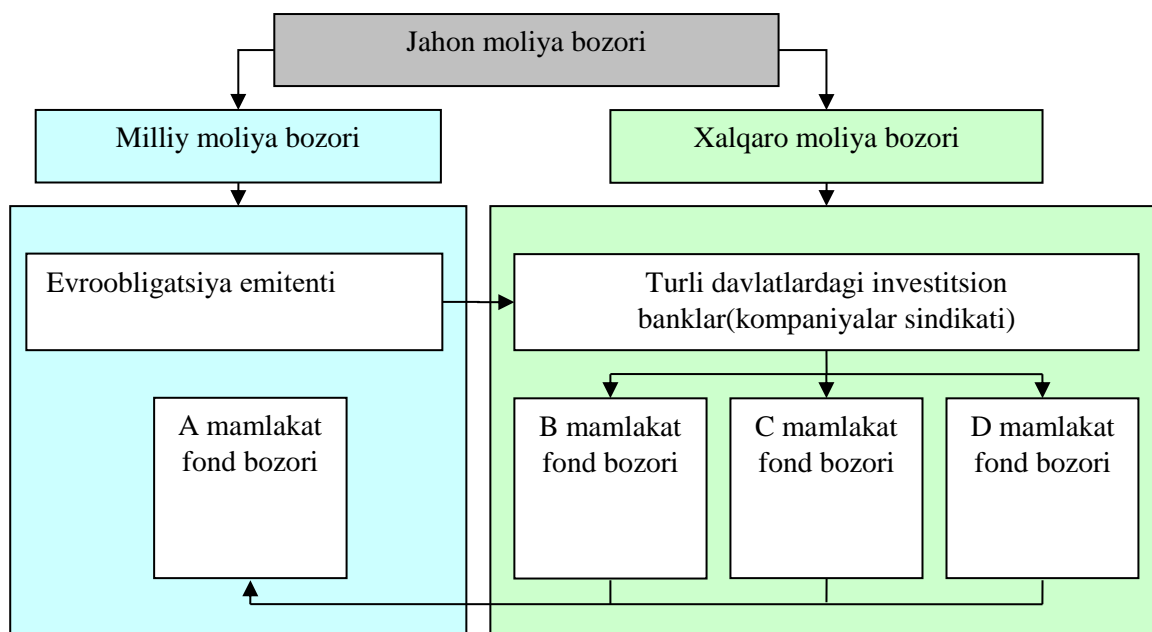 Jahon moliya bozori
Milliy moliya bozori
Xalqaro moliya bozori
Evroobligatsiya emitenti
Turli davlatlardagi investitsion
banklar(kompaniyalar sindikati)
A mamlakat
fond bozori
B mamlakat
fond bozori
C mamlakat
fond bozori
D mamlakat
fond bozori